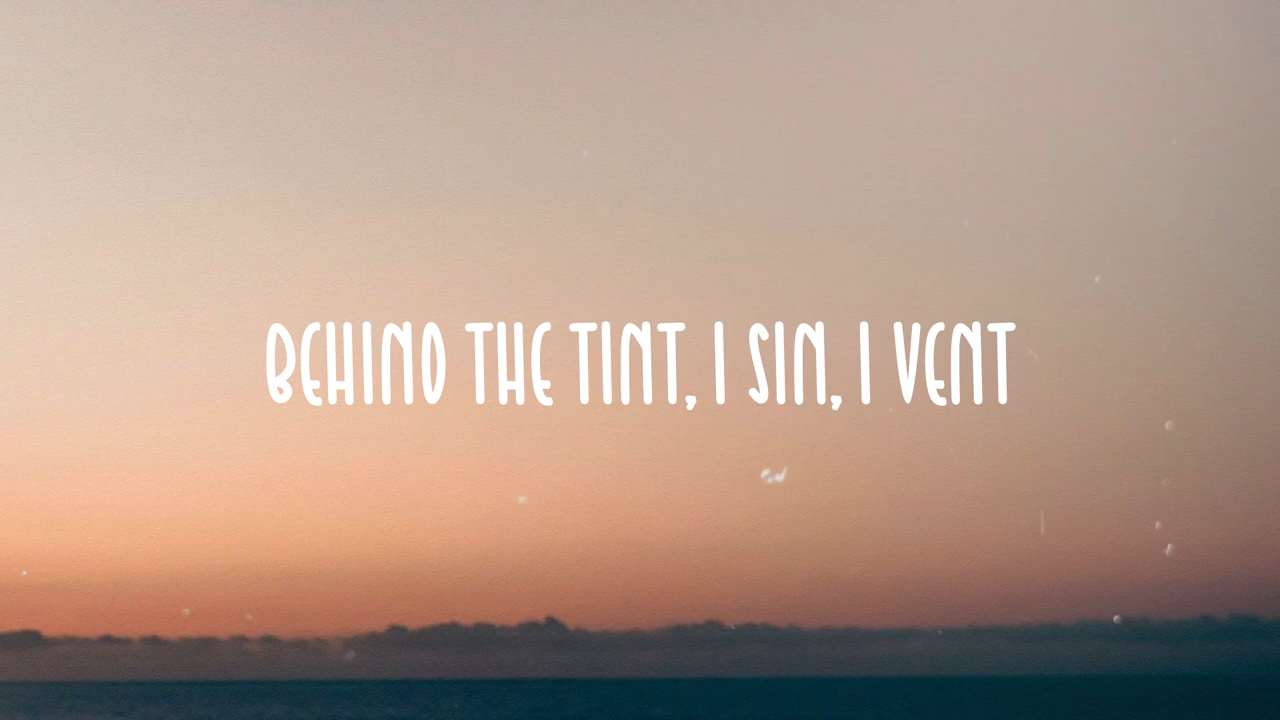 BEHIND THE TINT, I SIN, I VENT